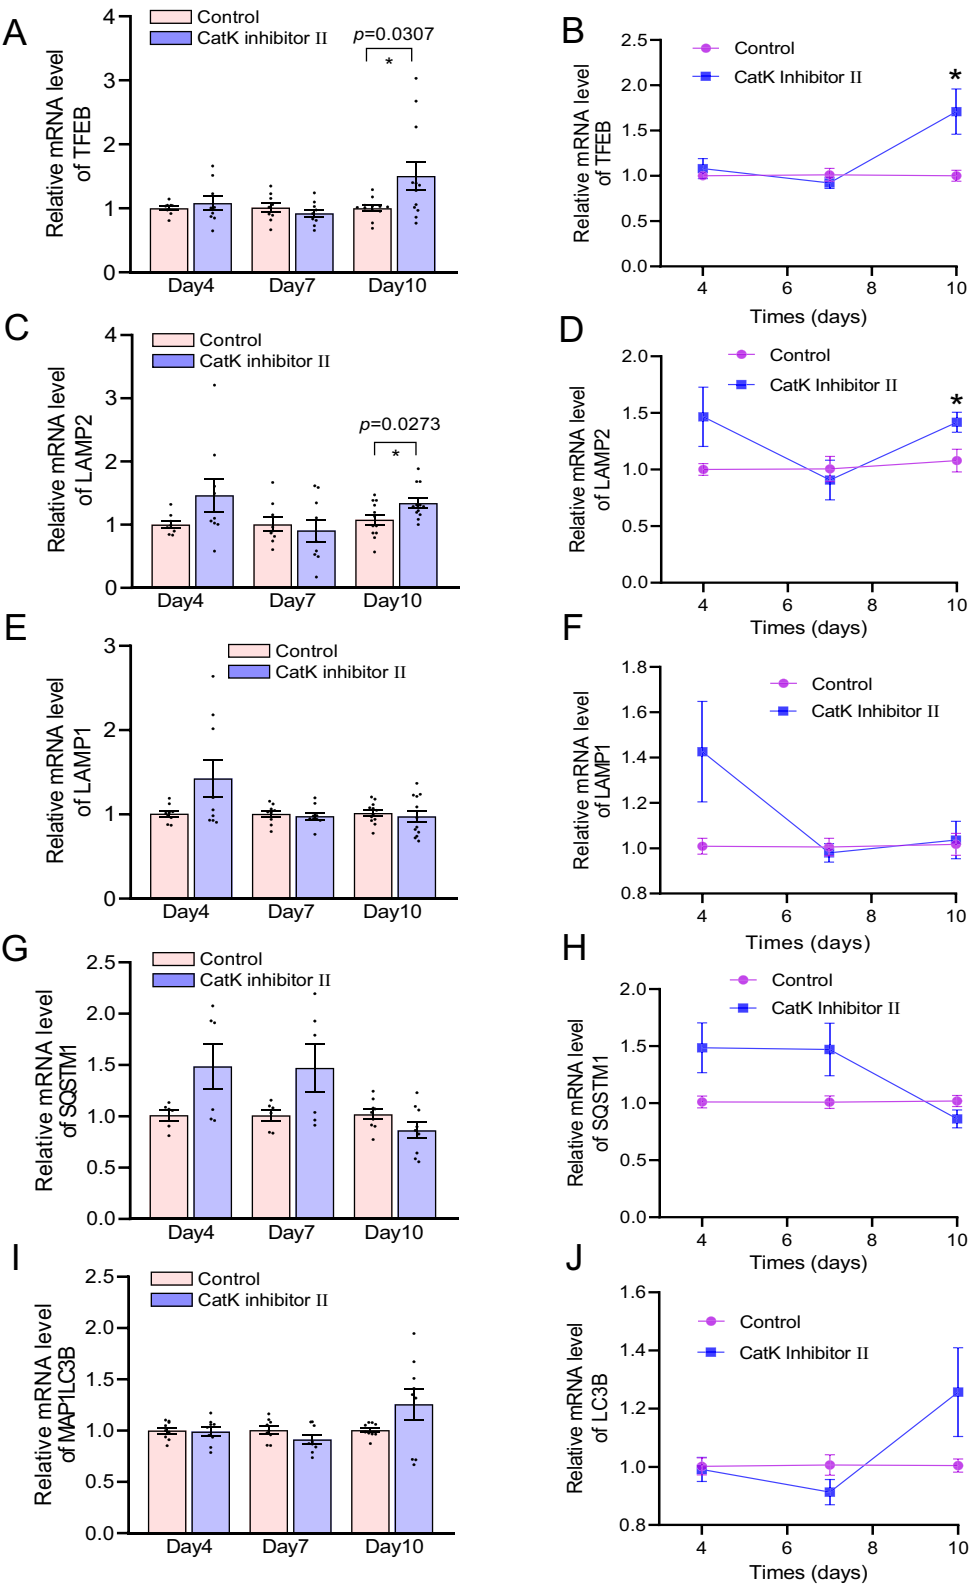 A
Control
CatK inhibitor II
p=0.0307
*
Relative mRNA level
of TFEB
4
3
2
1
0
Day4 Day7 Day10
B
Control
CatK Inhibitor II
*
Relative mRNA level
of TFEB
2.5
2.0
1.5
1.0
0.5
0.0
4 6 8 10
Times (days)
C
Control
CatK inhibitor II
p=0.0273
*
Relative mRNA level
of LAMP2
4
3
2
1
0
Day4 Day7 Day10
D
Control
CatK Inhibitor II
*
Relative mRNA level
of LAMP2
2.0
1.5
1.0
0.5
0.0
4 6 8 10
Times (days)
E
Control
CatK inhibitor II
Relative mRNA level
of LAMP1
3
2
1
0
Day4 Day7 Day10
F
Control
CatK Inhibitor II
Relative mRNA level
of LAMP1
1.8
1.6
1.4
1.2
1.0
0.8
4 6 8 10
Times (days)
G
Control
CatK inhibitor II
Relative mRNA level
of SQSTM1
2.5
2.0
1.5
1.0
0.5
0.0
Day4 Day7 Day10
H
Control
CatK Inhibitor II
Relative mRNA level
of SQSTM1
2.0
1.5
1.0
0.5
0.0
4 6 8 10
Times (days)
I
Control
CatK inhibitor II
Relative mRNA level
of MAP1LC3B
2.5
2.0
1.5
1.0
0.5
0.0
Day4 Day7 Day10
J
Control
CatK Inhibitor II
Relative mRNA level
of LC3B
1.6
1.4
1.2
1.0
0.8
4 6 8 10
Times (days)